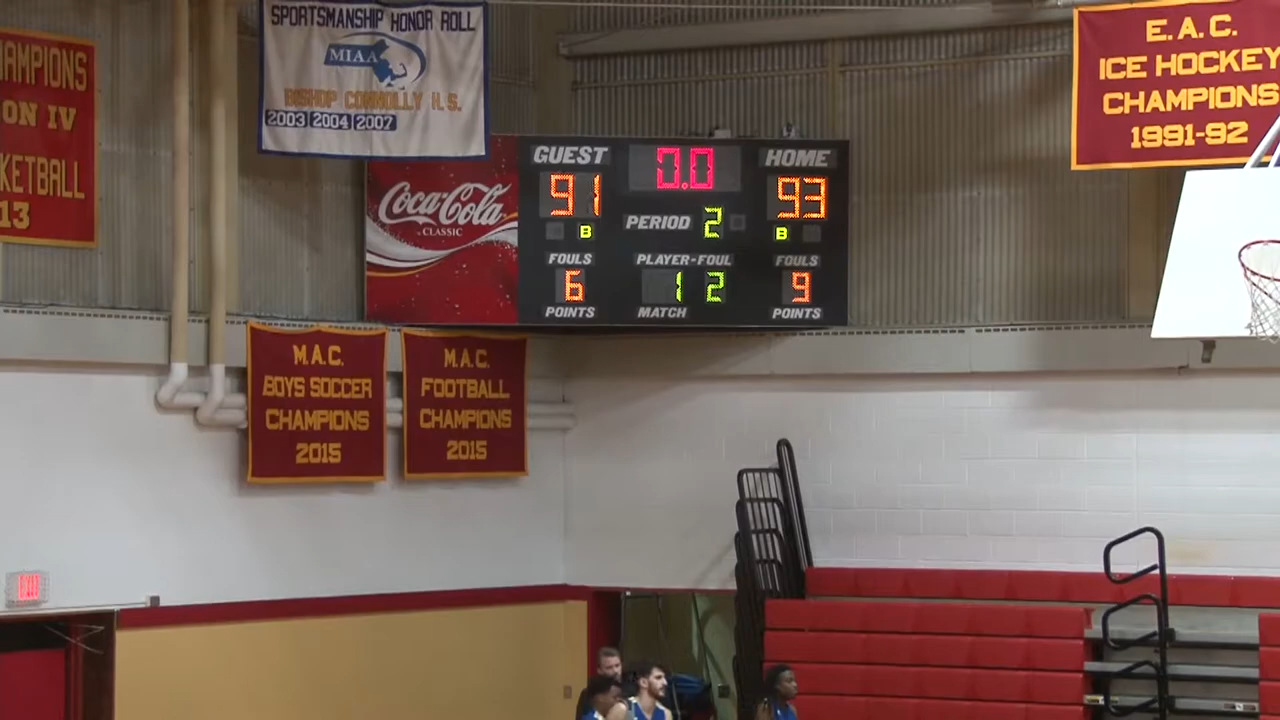 AMPIONS
ON IV
KETBALL
13
SPORTSMANSHIP HONOR ROLL
MIAA
BISHOP CONNOLLY H.S.
2003 2004 2007
E.A.C.
ICE HOCKEY
CHAMPIONS
1991-92
Coca-Cola
CLASSIC
GUEST 0.0 HOME
91 93
PERIOD 2
B B
FOULS PLAYER-FOUL FOULS
6 1 2 9
POINTS MATCH POINTS
M.A.C.
BOYS SOCCER
CHAMPIONS
2015
M.A.C.
FOOTBALL
CHAMPIONS
2015
EXIT